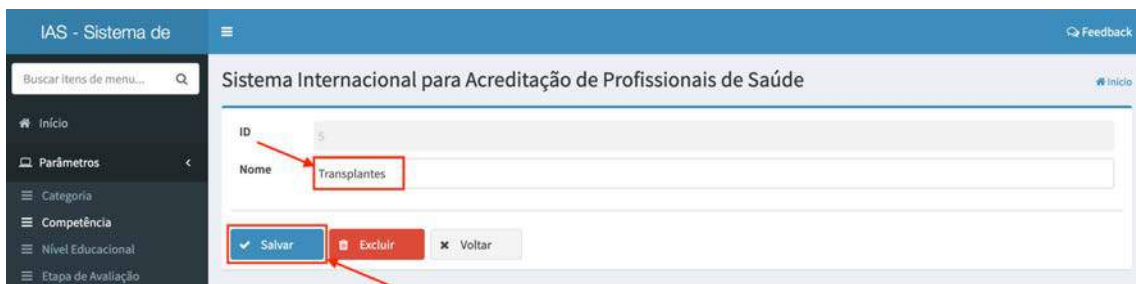 IAS - Sistema de
Feedback
Buscar itens de menu...
Sistema Internacional para Acreditação de Profissionais de Saúde
Início
Início
Parâmetros
Categoria
Competência
Nível Educacional
Etapa de Avaliação
ID
5
Nome
Transplantes
Salvar
Excluir
Voltar